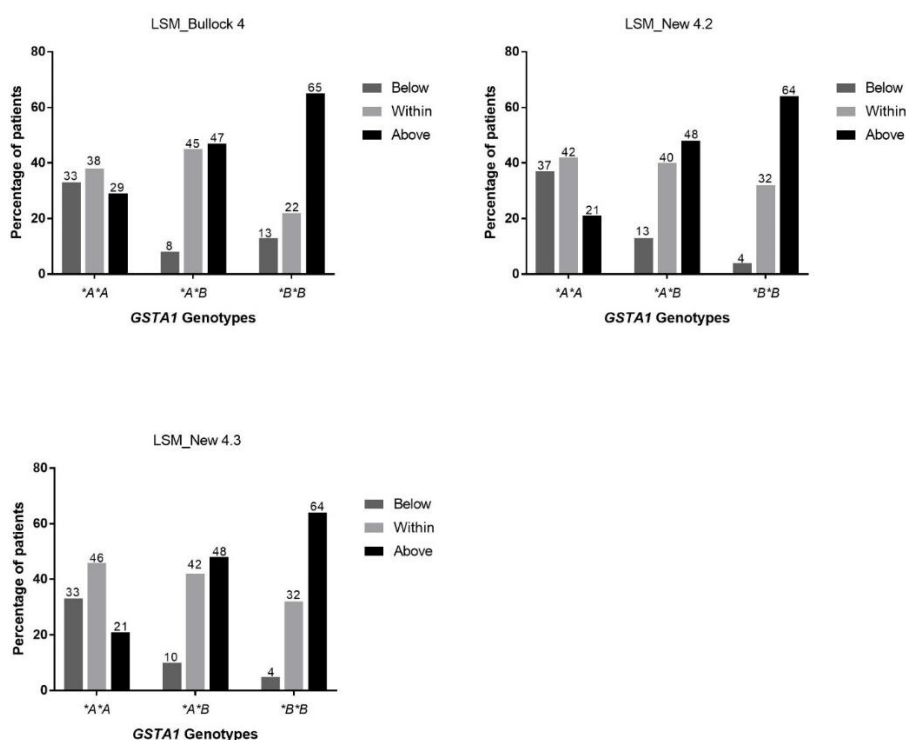 LSM_Bullock 4
Percentage of patients
80
60
40
20
0
33
38
29
8
45
47
13
22
65
*A*A
*A*B
*B*B
GSTA1 Genotypes
Below
Within
Above
LSM_New 4.2
Percentage of patients
80
60
40
20
0
37
42
21
13
40
48
4
32
64
*A*A
*A*B
*B*B
GSTA1 Genotypes
Below
Within
Above
LSM_New 4.3
Percentage of patients
80
60
40
20
0
33
46
21
10
42
48
4
32
64
*A*A
*A*B
*B*B
GSTA1 Genotypes
Below
Within
Above